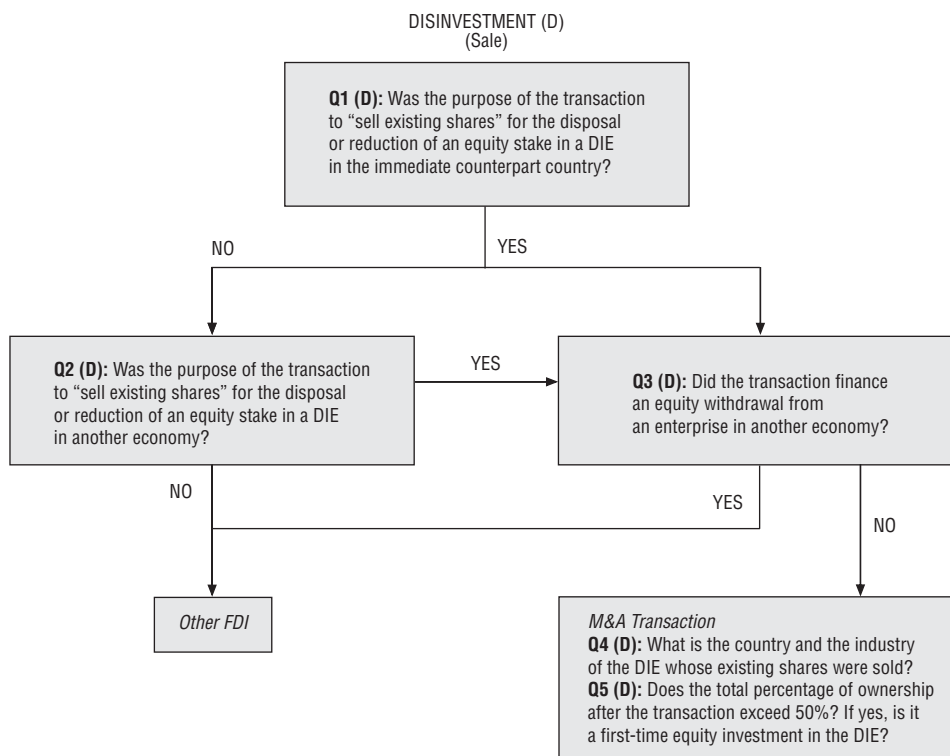 DISINVESTMENT (D)
(Sale)
Q1 (D): Was the purpose of the transaction
to “sell existing shares” for the disposal
or reduction of an equity stake in a DIE
in the immediate counterpart country?
NO
YES
Q2 (D): Was the purpose of the transaction
to “sell existing shares” for the disposal
or reduction of an equity stake in a DIE
in another economy?
YES
Q3 (D): Did the transaction finance
an equity withdrawal from
an enterprise in another economy?
NO
YES
NO
Other FDI
M&A Transaction
Q4 (D): What is the country and the industry
of the DIE whose existing shares were sold?
Q5 (D): Does the total percentage of ownership
after the transaction exceed 50%? If yes, is it
a first-time equity investment in the DIE?